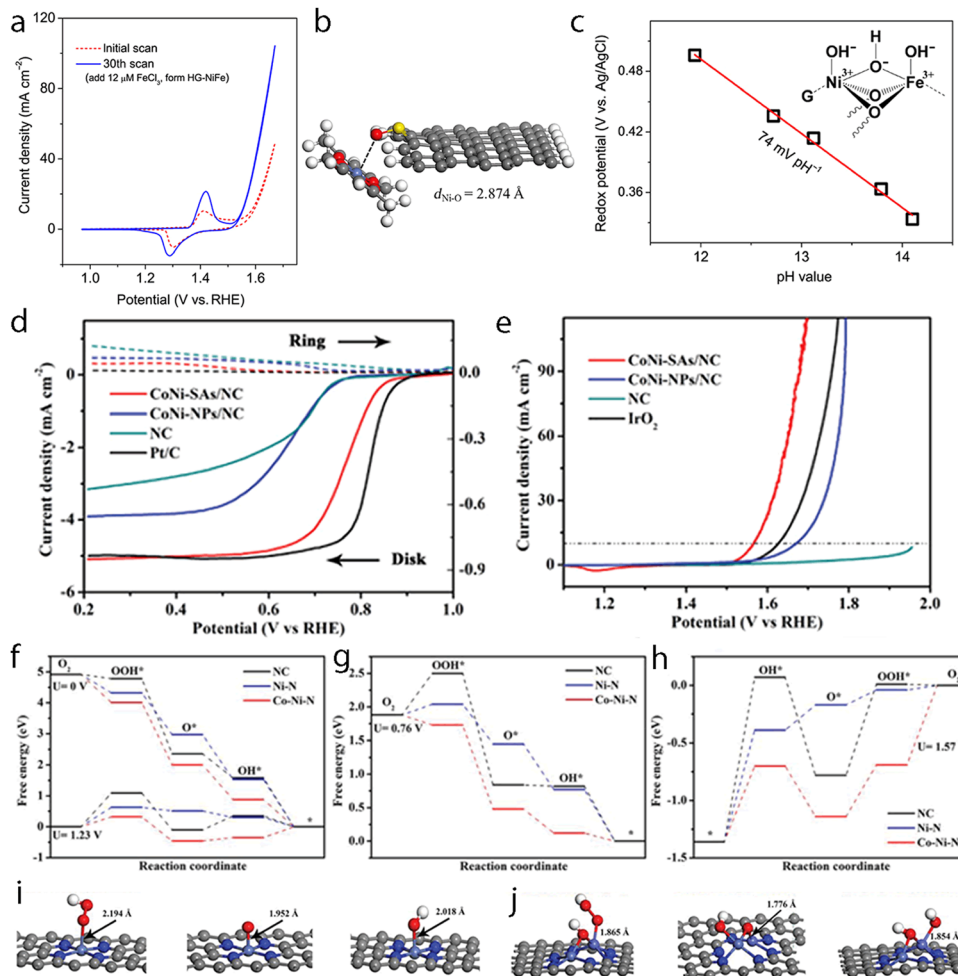 a
Current density (mA cm⁻²)
120
80
40
0
Initial scan
30th scan
(add 12 μM FeCl₃, form HG-NiFe)
1.0 1.2 1.4 1.6
Potential (V vs. RHE)
b
d Ni-O = 2.874 Å
c
Redox potential (V vs. Ag/AgCl)
0.48
0.42
0.36
74 mV pH⁻¹
H
OH⁻ O⁻ OH⁻
Ni 3+ Fe 3+
G O
O
12 13 14
pH value
d
Current density (mA cm⁻²)
0
-2
-4
-6
Ring
0.0
-0.3
-0.6
-0.9
CoNi-SAs/NC
CoNi-NPs/NC
NC
Pt/C
Disk
0.2 0.4 0.6 0.8 1.0
Potential (V vs RHE)
e
Current density (mA cm⁻²)
90
60
30
0
CoNi-SAs/NC
CoNi-NPs/NC
NC
IrO₂
1.2 1.4 1.6 1.8 2.0
Potential (V vs RHE)
f
Free energy (eV)
5
4
3
2
1
0
-1
O₂
OOH*
U= 0 V
O*
OH*
*
U= 1.23 V
NC
Ni-N
Co-Ni-N
Reaction coordinate
g
Free energy (eV)
2.5
2.0
1.5
1.0
0.5
0.0
OOH*
O₂
U= 0.76 V
O*
OH*
*
NC
Ni-N
Co-Ni-N
Reaction coordinate
h
Free energy (eV)
0.0
-0.5
-1.0
-1.5
OH*
O*
OOH*
O₂
U= 1.57
*
NC
Ni-N
Co-Ni-N
Reaction coordinate
i
2.194 Å
1.952 Å
2.018 Å
j
1.865 Å
1.776 Å
1.854 Å